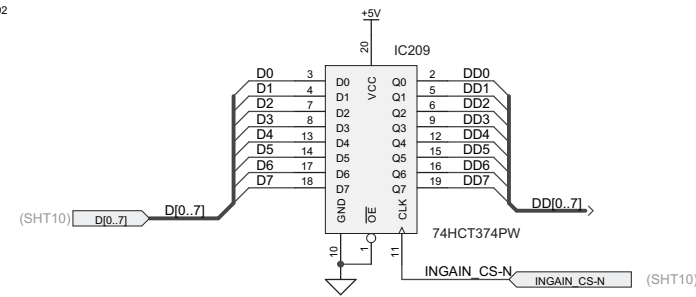 02
+5V
20
IC209
D0 3 D0 VCC Q0 2 DD0
D1 4 D1 Q1 5 DD1
D2 7 D2 Q2 6 DD2
D3 8 D3 Q3 9 DD3
D4 13 D4 Q4 12 DD4
D5 14 D5 Q5 15 DD5
D6 17 D6 Q6 16 DD6
D7 18 D7 Q7 19 DD7
(SHT10) D[0..7] D[0..7] GND OE CLK DD[0..7]
74HCT374PW
10 1 11
INGAIN_CS-N INGAIN_CS-N (SHT10)